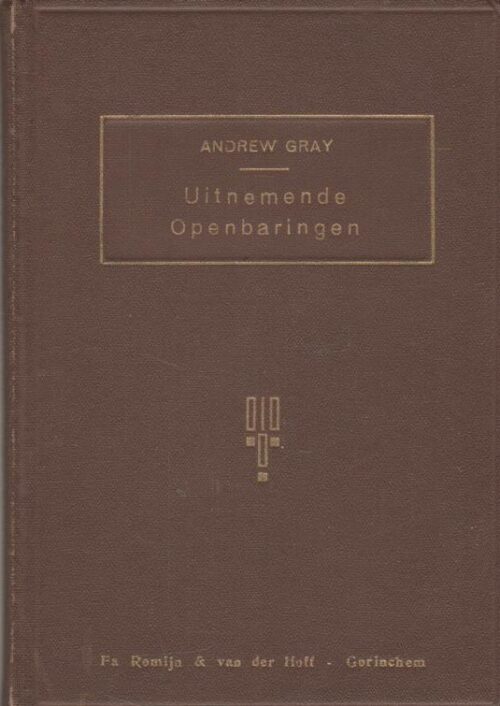 ANDREW GRAY
Uitnemende
Openbaringen
Fa Romijn & van der Hoff - Gorinchem